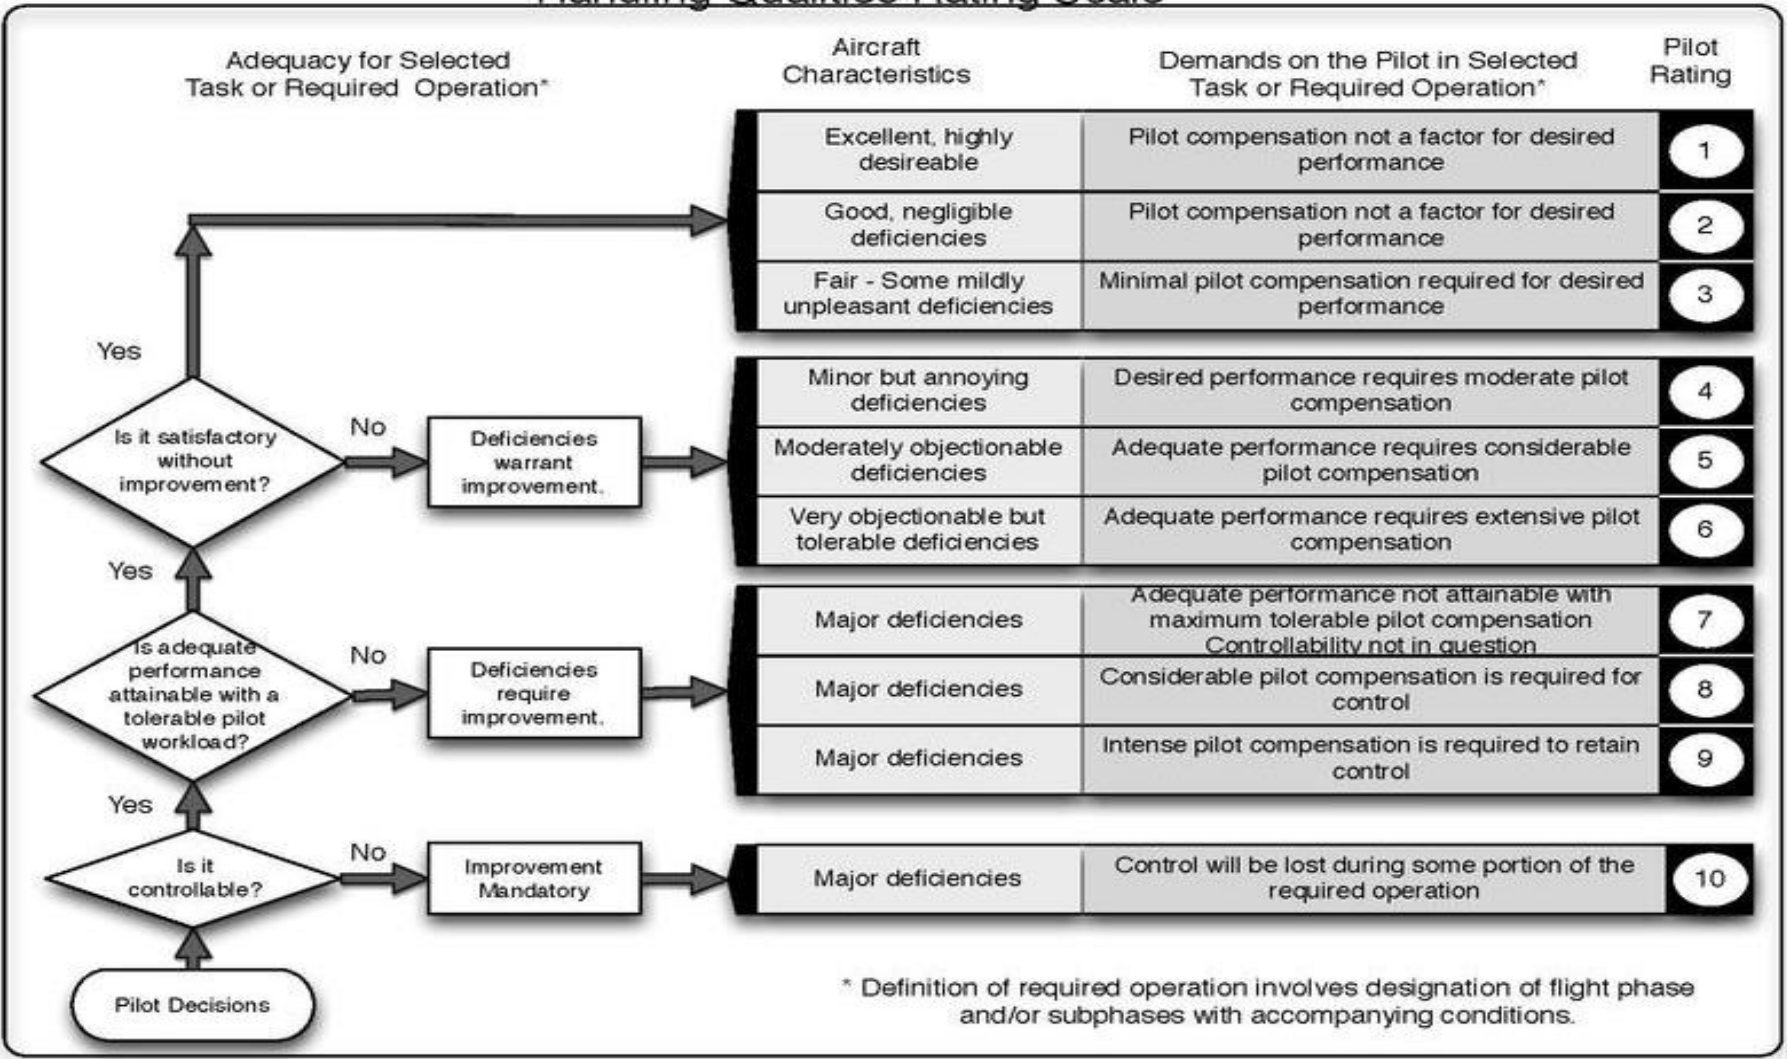 Handling Qualities Rating Scale
Adequacy for Selected
Task or Required Operation*
Aircraft
Characteristics
Demands on the Pilot in Selected
Task or Required Operation*
Pilot
Rating
Excellent, highly
desireable
Pilot compensation not a factor for desired
performance
1
Good, negligible
deficiencies
Pilot compensation not a factor for desired
performance
2
Fair - Some mildly
unpleasant deficiencies
Minimal pilot compensation required for desired
performance
3
Yes
Is it satisfactory
without
improvement?
No
Deficiencies
warrant
improvement.
Minor but annoying
deficiencies
Desired performance requires moderate pilot
compensation
4
Moderately objectionable
deficiencies
Adequate performance requires considerable
pilot compensation
5
Very objectionable but
tolerable deficiencies
Adequate performance requires extensive pilot
compensation
6
Yes
Is adequate
performance
attainable with a
tolerable pilot
workload?
No
Deficiencies
require
improvement.
Major deficiencies
Adequate performance not attainable with
maximum tolerable pilot compensation
Controllability not in question
7
Major deficiencies
Considerable pilot compensation is required for
control
8
Major deficiencies
Intense pilot compensation is required to retain
control
9
Yes
Is it
controllable?
No
Improvement
Mandatory
Major deficiencies
Control will be lost during some portion of the
required operation
10
Pilot Decisions
* Definition of required operation involves designation of flight phase
and/or subphases with accompanying conditions.